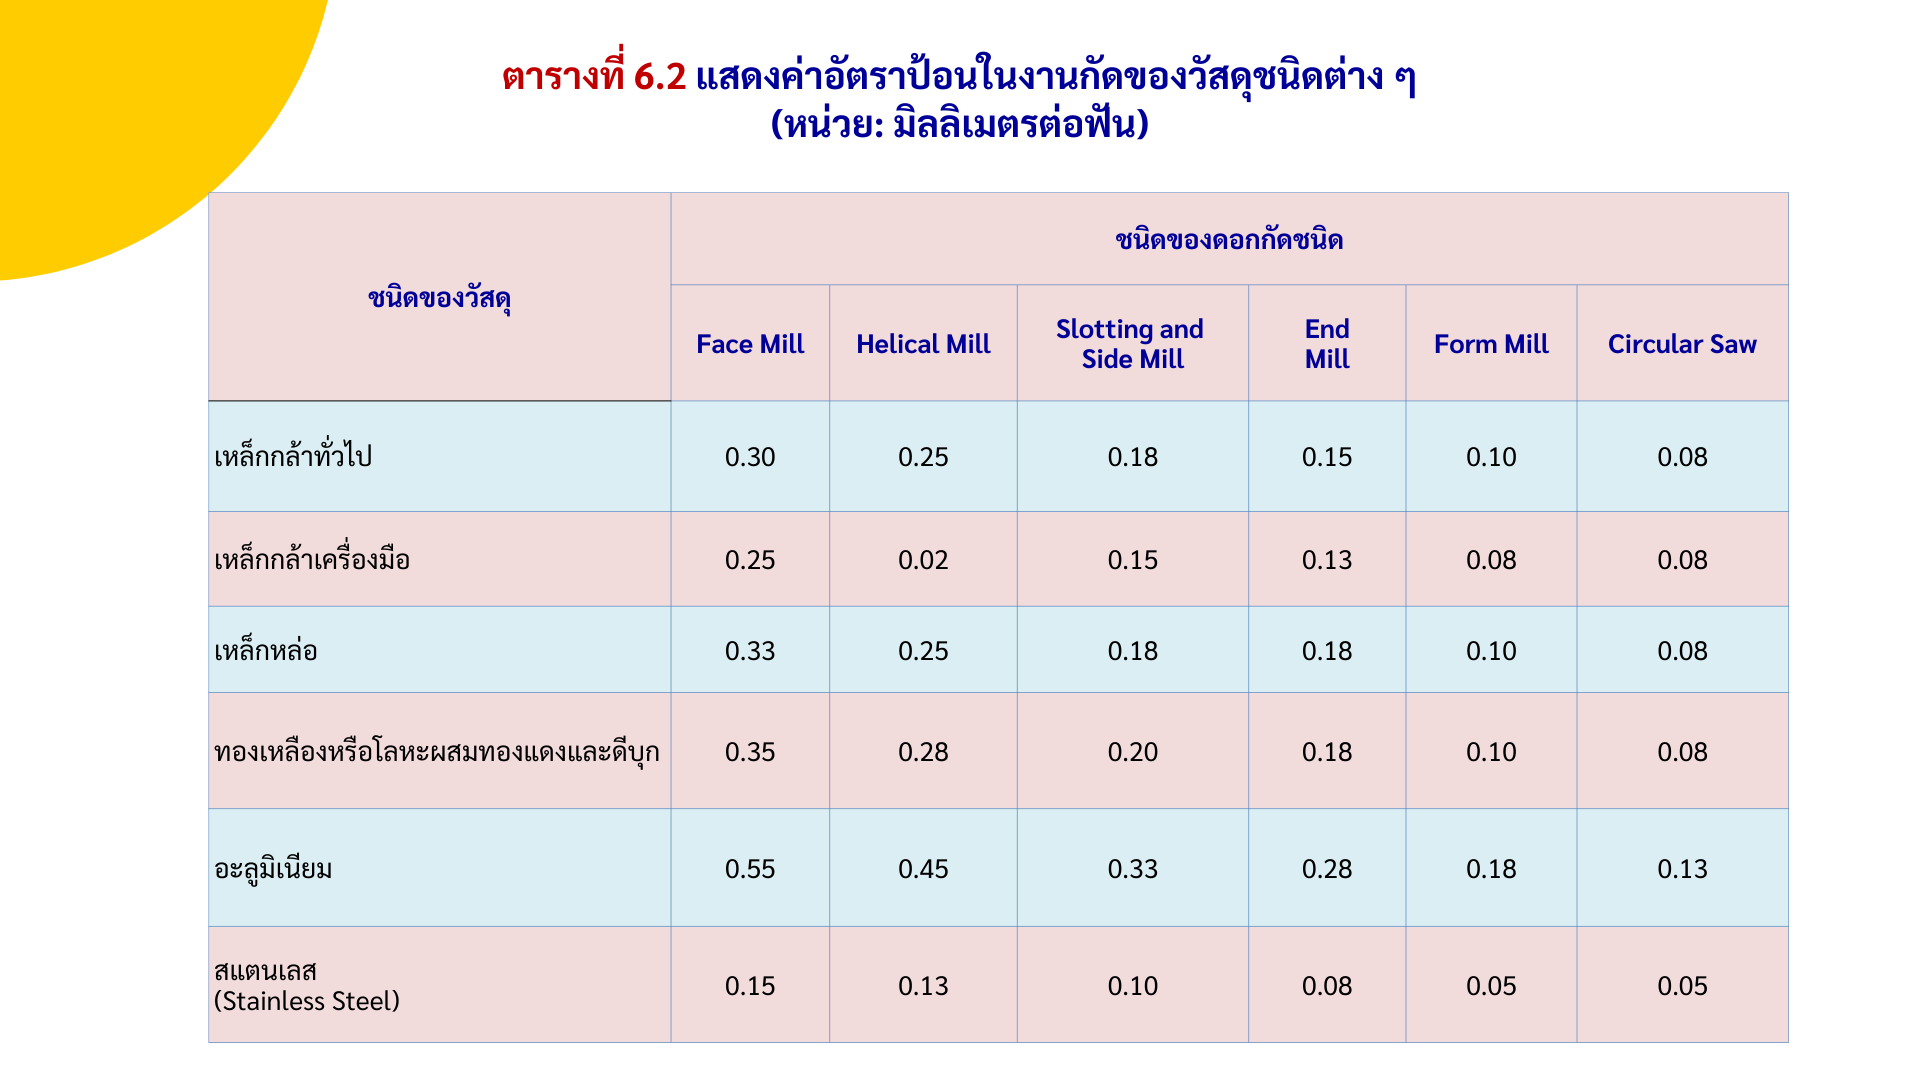 ตารางที่ 6.2 แสดงค่าอัตราป้อนในงานกัดของวัสดุชนิดต่าง ๆ
(หน่วย: มิลลิเมตรต่อฟัน)
ชนิดของวัสดุ
ชนิดของดอกกัดชนิด
Face Mill
Helical Mill
Slotting and
Side Mill
End
Mill
Form Mill
Circular Saw
เหล็กกล้าทั่วไป 0.30 0.25 0.18 0.15 0.10 0.08
เหล็กกล้าเครื่องมือ 0.25 0.02 0.15 0.13 0.08 0.08
เหล็กหล่อ 0.33 0.25 0.18 0.18 0.10 0.08
ทองเหลืองหรือโลหะผสมทองแดงและดีบุก 0.35 0.28 0.20 0.18 0.10 0.08
อะลูมิเนียม 0.55 0.45 0.33 0.28 0.18 0.13
สแตนเลส
(Stainless Steel) 0.15 0.13 0.10 0.08 0.05 0.05